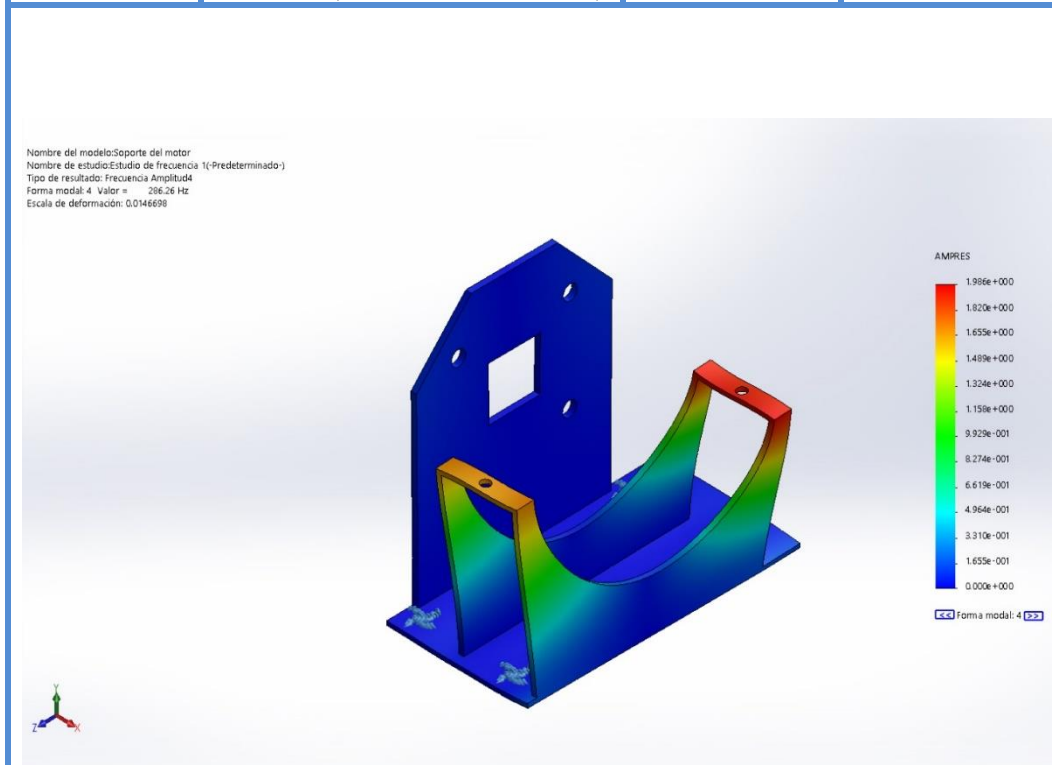 Nombre del modelo:Soporte del motor
Nombre de estudio:Estudio de frecuencia 1(-Predeterminado-)
Tipo de resultado: Frecuencia Amplitud4
Forma modal: 4 Valor = 286.26 Hz
Escala de deformación: 0.0146698
AMPRES
1.986e+000
1.820e+000
1.655e+000
1.489e+000
1.324e+000
1.158e+000
9.929e-001
8.274e-001
6.619e-001
4.964e-001
3.310e-001
1.655e-001
0.000e+000
<< Forma modal: 4 >>
Y
Z X